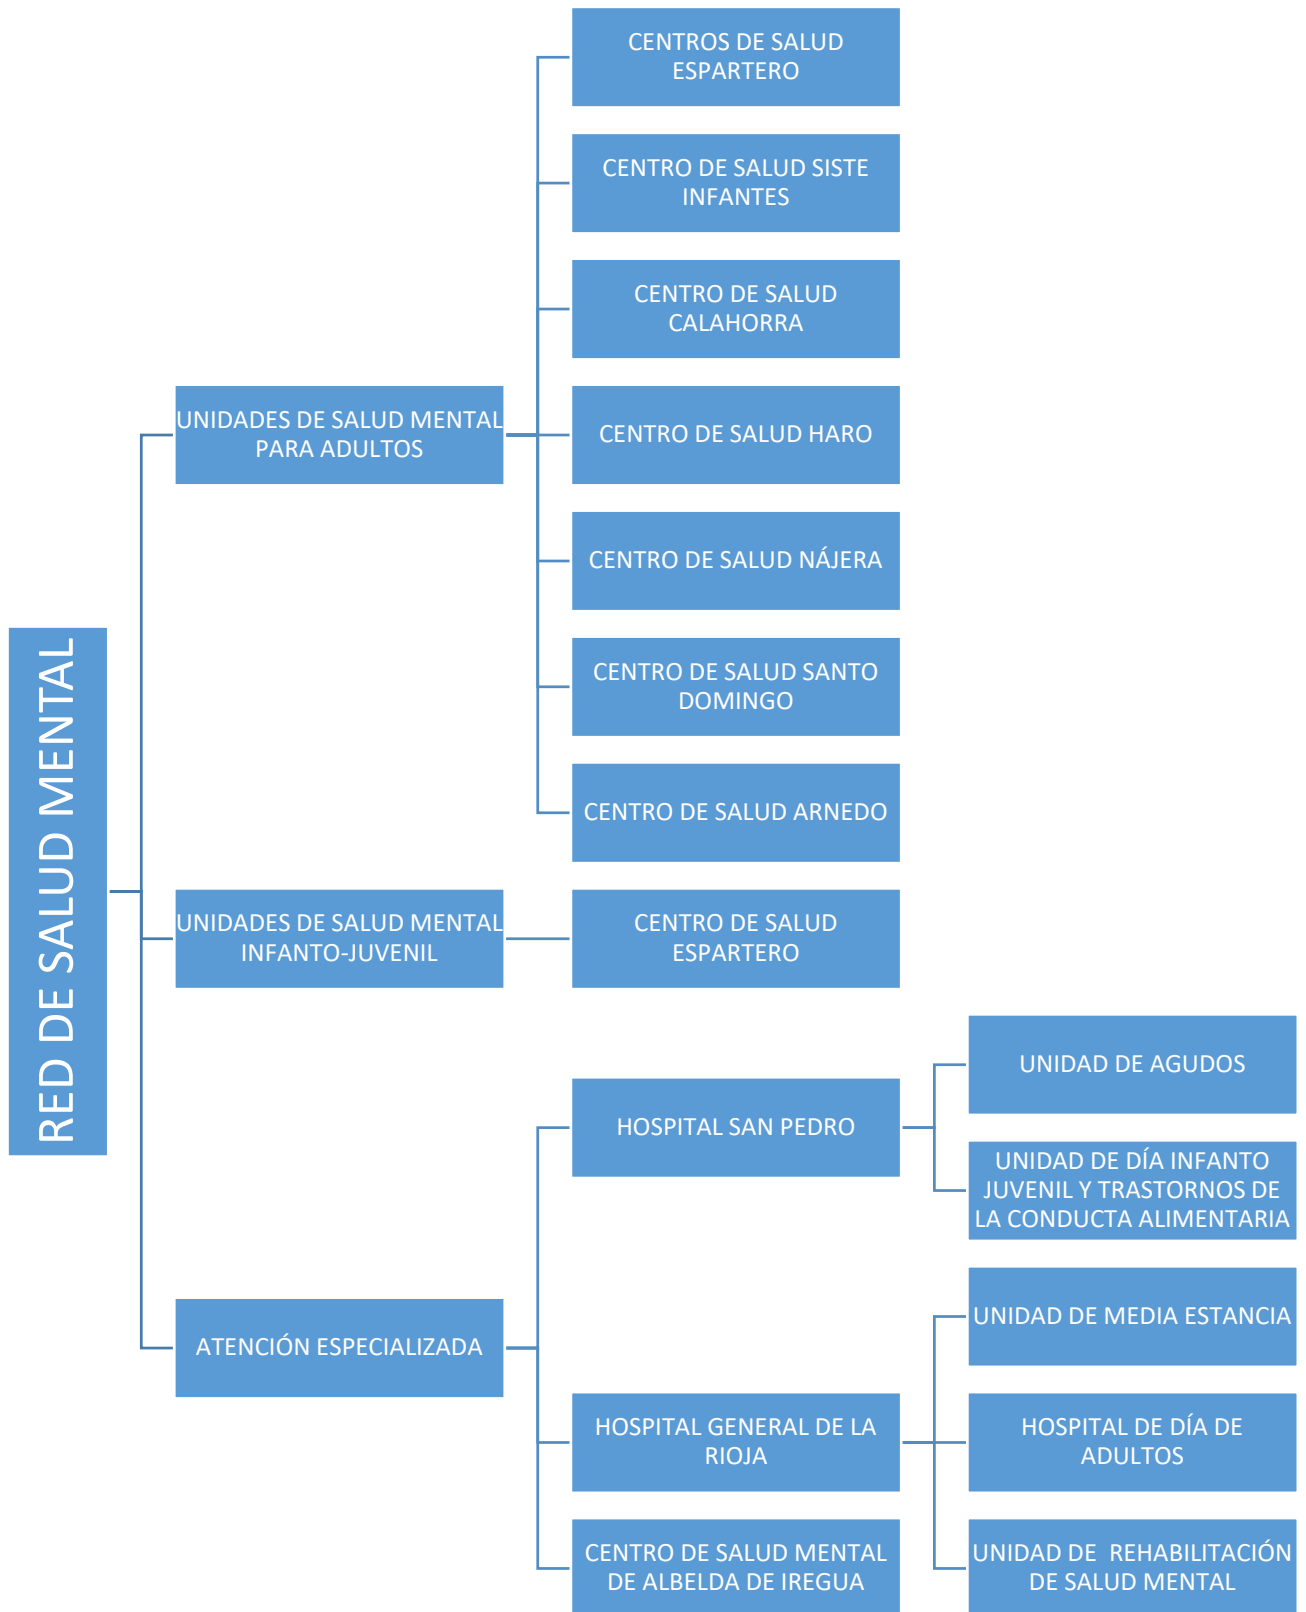 RED DE SALUD MENTAL
UNIDADES DE SALUD MENTAL
PARA ADULTOS
CENTROS DE SALUD
ESPARTERO
CENTRO DE SALUD SISTE
INFANTES
CENTRO DE SALUD
CALAHORRA
CENTRO DE SALUD HARO
CENTRO DE SALUD NÁJERA
CENTRO DE SALUD SANTO
DOMINGO
CENTRO DE SALUD ARNEDO
UNIDADES DE SALUD MENTAL
INFANTO-JUVENIL
CENTRO DE SALUD
ESPARTERO
ATENCIÓN ESPECIALIZADA
HOSPITAL SAN PEDRO
UNIDAD DE AGUDOS
UNIDAD DE DÍA INFANTO
JUVENIL Y TRASTORNOS DE
LA CONDUCTA ALIMENTARIA
HOSPITAL GENERAL DE LA
RIOJA
UNIDAD DE MEDIA ESTANCIA
HOSPITAL DE DÍA DE
ADULTOS
UNIDAD DE  REHABILITACIÓN
DE SALUD MENTAL
CENTRO DE SALUD MENTAL
DE ALBELDA DE IREGUA